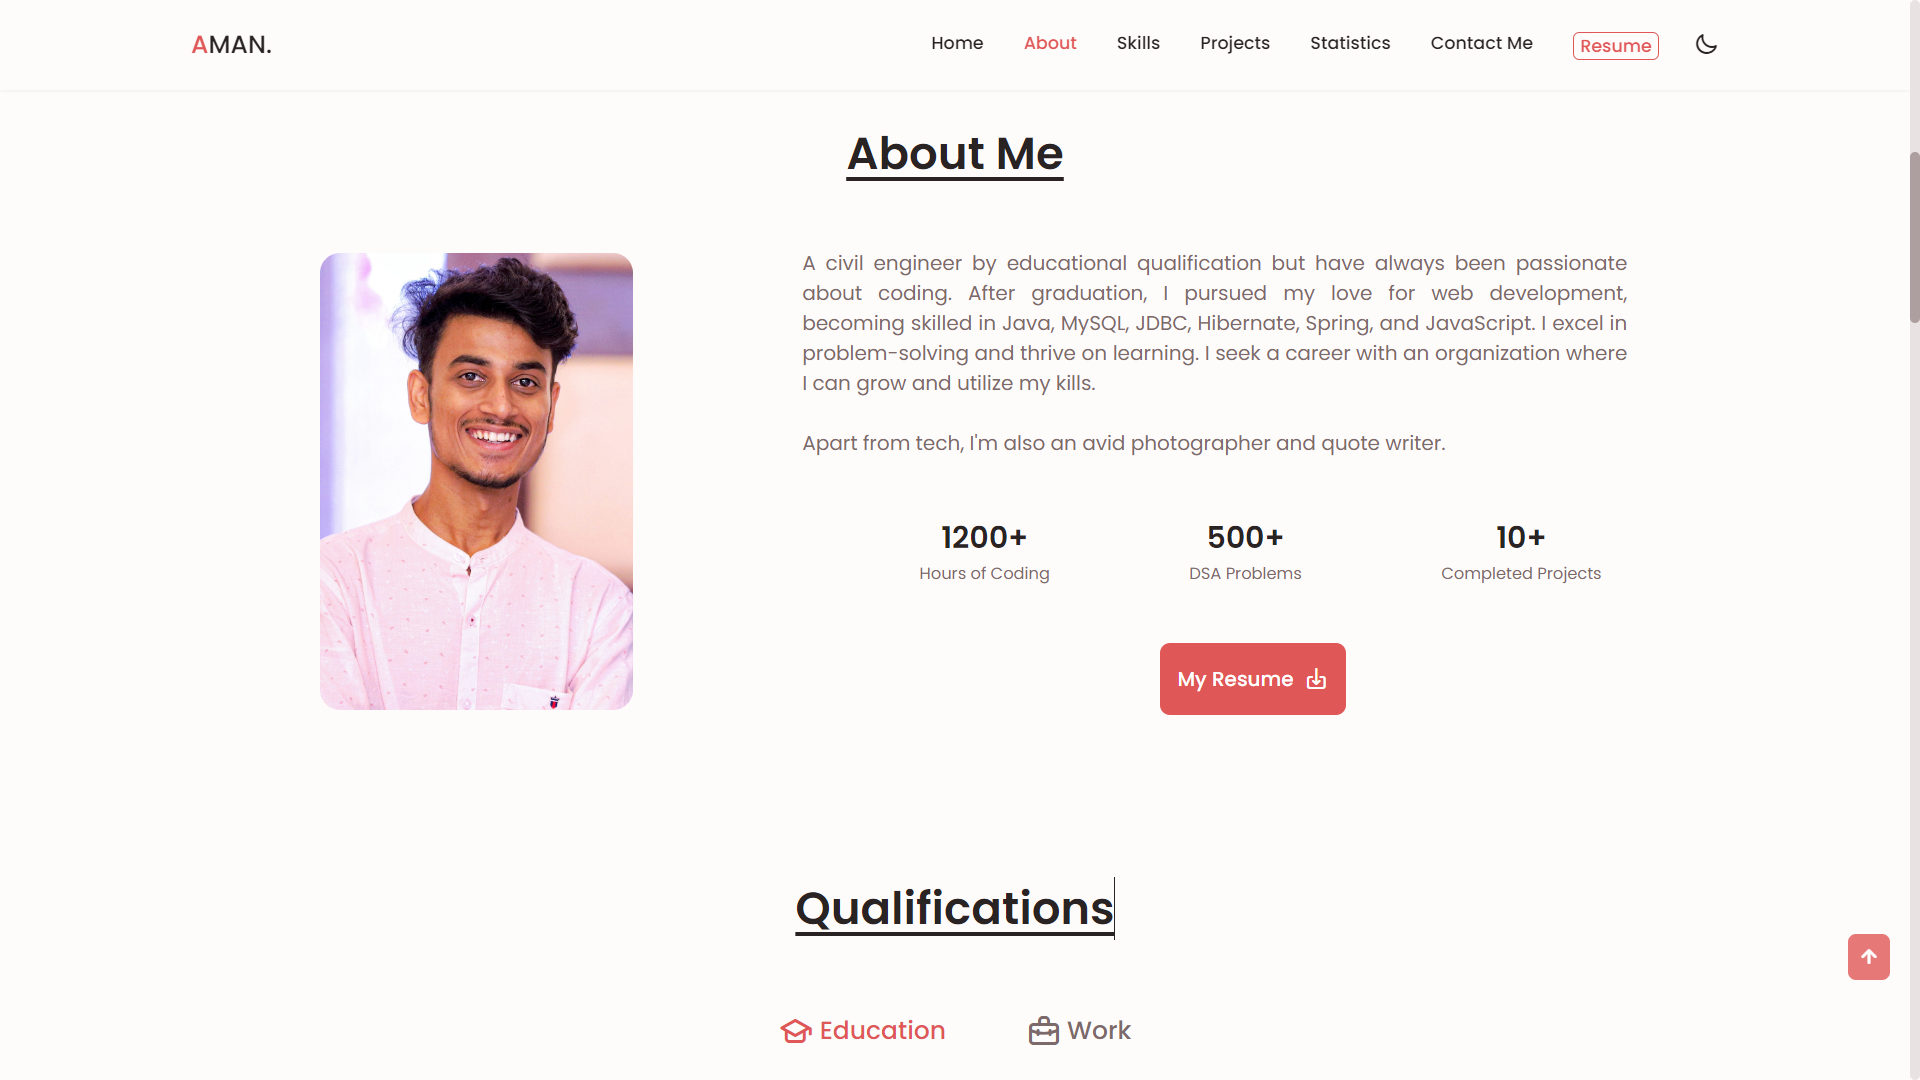 AMAN.
Home About Skills Projects Statistics Contact Me Resume
About Me
A civil engineer by educational qualification but have always been passionate
about coding. After graduation, I pursued my love for web development,
becoming skilled in Java, MySQL, JDBC, Hibernate, Spring, and JavaScript. I excel in
problem-solving and thrive on learning. I seek a career with an organization where
I can grow and utilize my kills.
Apart from tech, I'm also an avid photographer and quote writer.
1200+ 500+ 10+
Hours of Coding DSA Problems Completed Projects
My Resume
Qualifications
Education Work